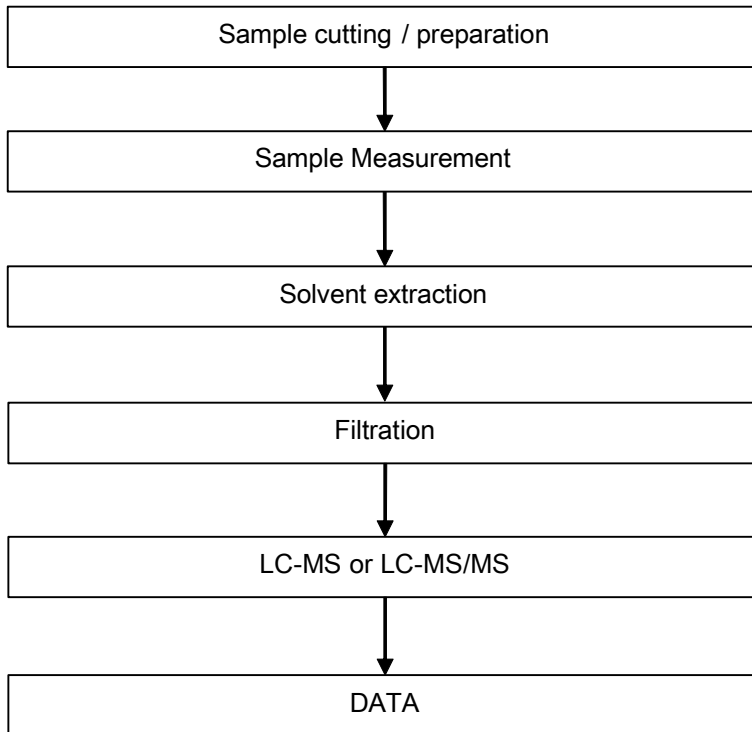 Sample cutting / preparation
Sample Measurement
Solvent extraction
Filtration
LC-MS or LC-MS/MS
DATA